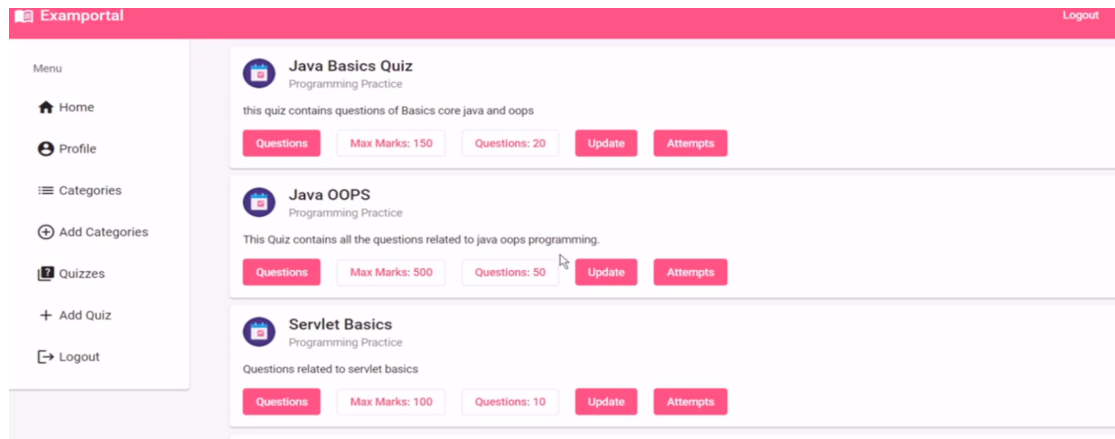 Examportal
Logout
Menu
Home
Profile
Categories
Add Categories
Quizzes
Add Quiz
Logout
Java Basics Quiz
Programming Practice
this quiz contains questions of Basics core java and oops
Questions Max Marks: 150 Questions: 20 Update Attempts
Java OOPS
Programming Practice
This Quiz contains all the questions related to java oops programming.
Questions Max Marks: 500 Questions: 50 Update Attempts
Servlet Basics
Programming Practice
Questions related to servlet basics
Questions Max Marks: 100 Questions: 10 Update Attempts